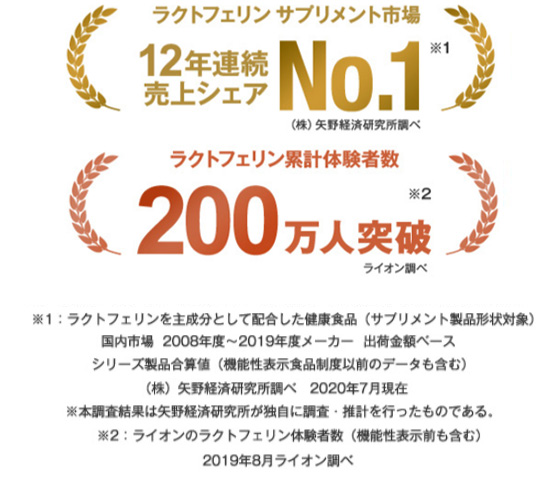 ラクトフェリン サプリメント市場
12年連続
売上シェア
No.1 ※1
(株)矢野経済研究所調べ
ラクトフェリン累計体験者数
200万人突破 ※2
ライオン調べ
※1：ラクトフェリンを主成分として配合した健康食品（サプリメント製品形状対象）
国内市場 2008年度～2019年度メーカー 出荷金額ベース
シリーズ製品合算値（機能性表示食品制度以前のデータも含む）
（株）矢野経済研究所調べ 2020年7月現在
※本調査結果は矢野経済研究所が独自に調査・推計を行ったものである。
※2：ライオンのラクトフェリン体験者数（機能性表示前も含む）
2019年8月ライオン調べ